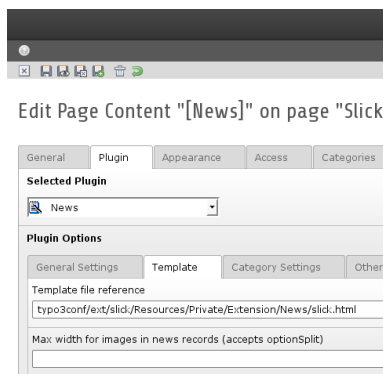 Edit Page Content "[News]" on page "Slick
General Plugin Appearance Access Categories
Selected Plugin
News
Plugin Options
General Settings Template Category Settings Other
Template file reference
typo3conf/ext/slick/Resources/Private/Extension/News/slick.html
Max width for images in news records (accepts optionSplit)